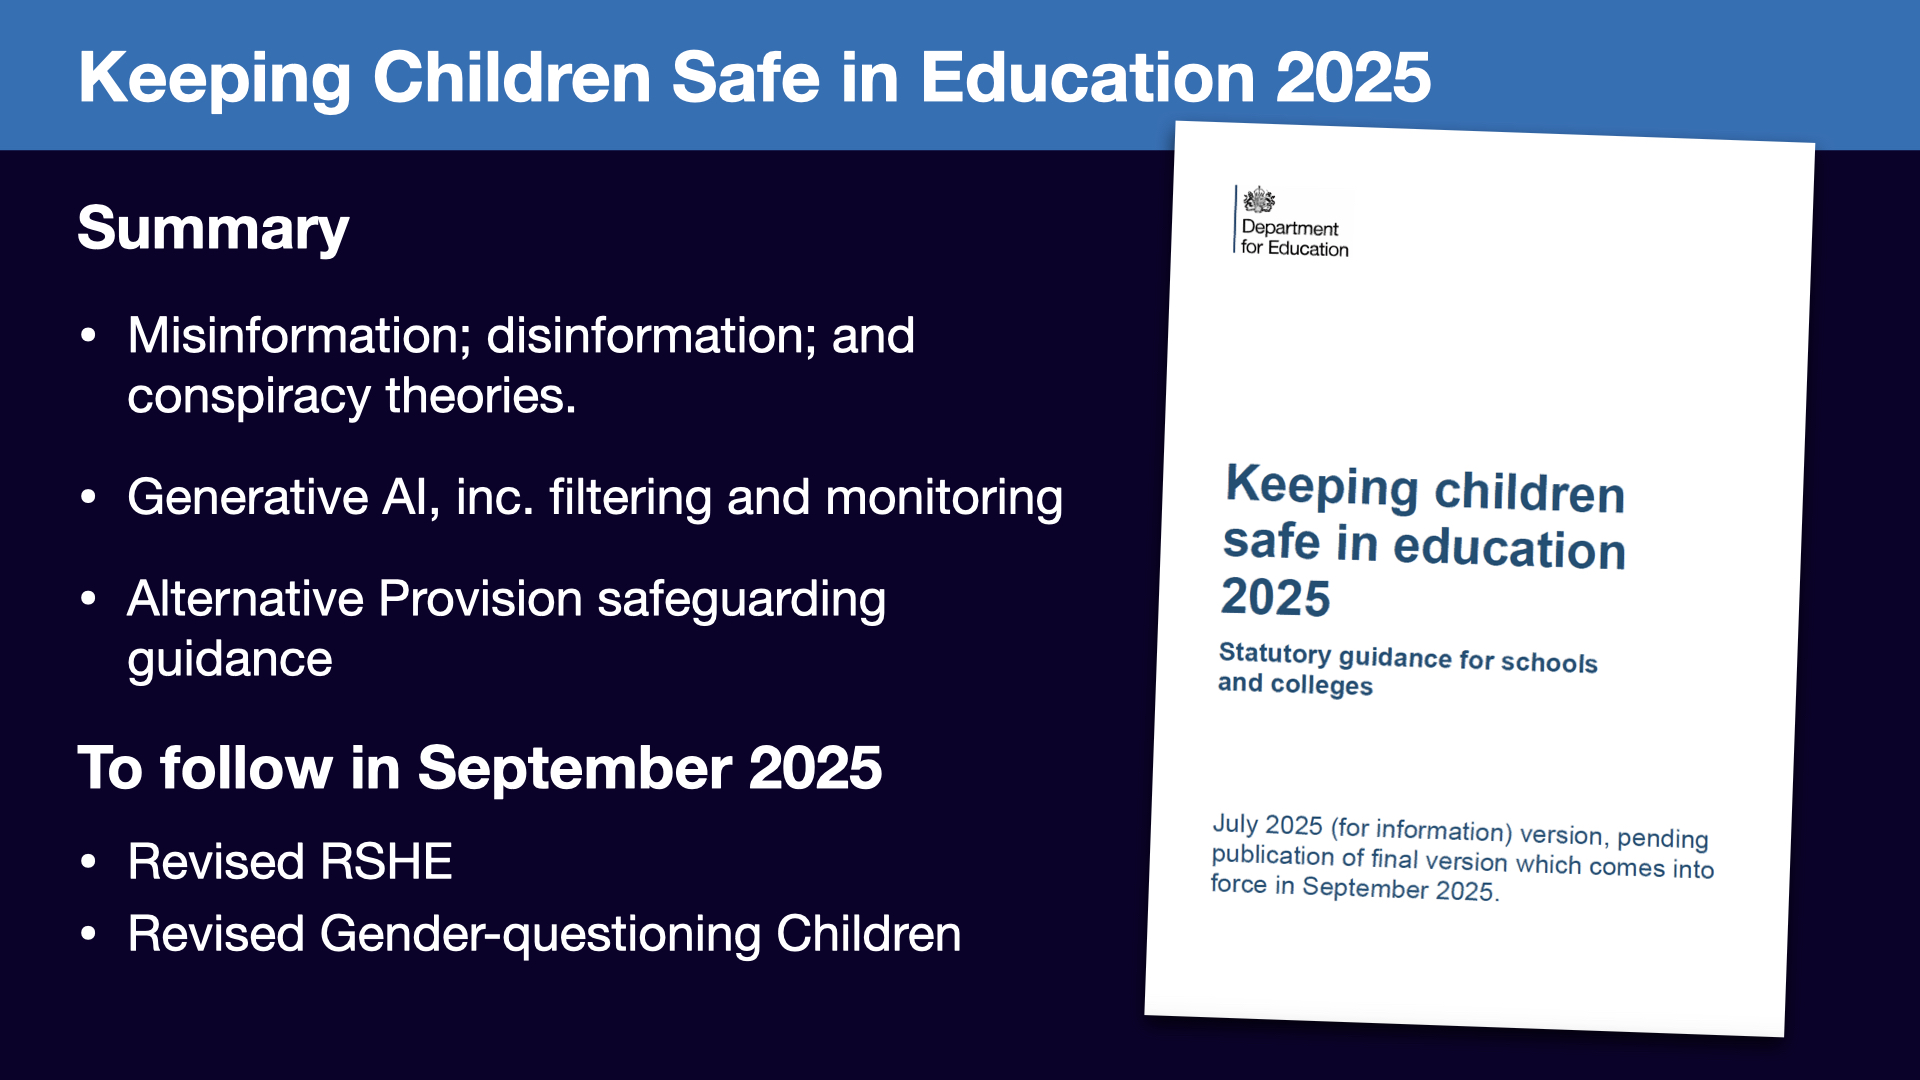 Keeping Children Safe in Education 2025
Summary
• Misinformation; disinformation; and
conspiracy theories.
• Generative AI, inc. filtering and monitoring
• Alternative Provision safeguarding
guidance
To follow in September 2025
• Revised RSHE
• Revised Gender-questioning Children
Department
for Education
Keeping children
safe in education
2025
Statutory guidance for schools
and colleges
July 2025 (for information) version, pending
publication of final version which comes into
force in September 2025.